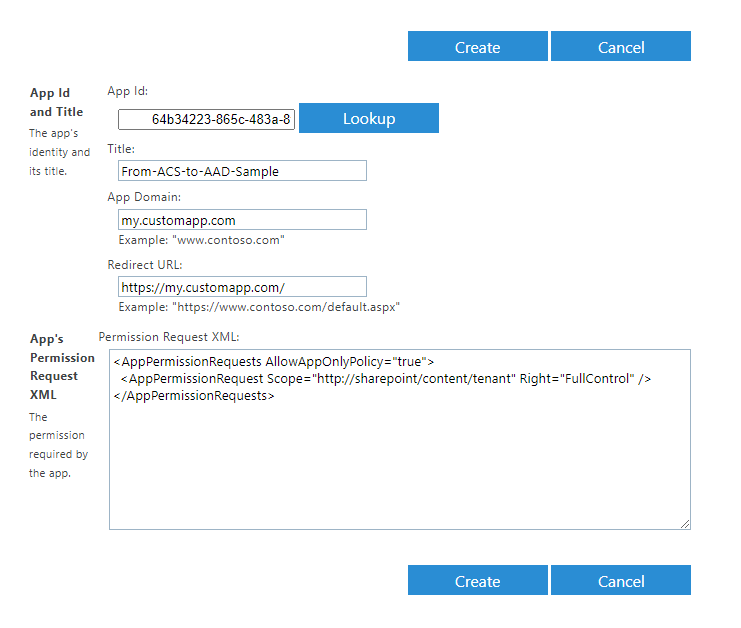 Create Cancel
App Id and Title
The app's identity and its title.
App Id:
64b34223-865c-483a-8 Lookup
Title:
From-ACS-to-AAD-Sample
App Domain:
my.customapp.com
Example: "www.contoso.com"
Redirect URL:
https://my.customapp.com/
Example: "https://www.contoso.com/default.aspx"
App's Permission Request XML
The permission required by the app.
Permission Request XML:
<AppPermissionRequests AllowAppOnlyPolicy="true">
<AppPermissionRequest Scope="http://sharepoint/content/tenant" Right="FullControl" />
</AppPermissionRequests>
Create Cancel